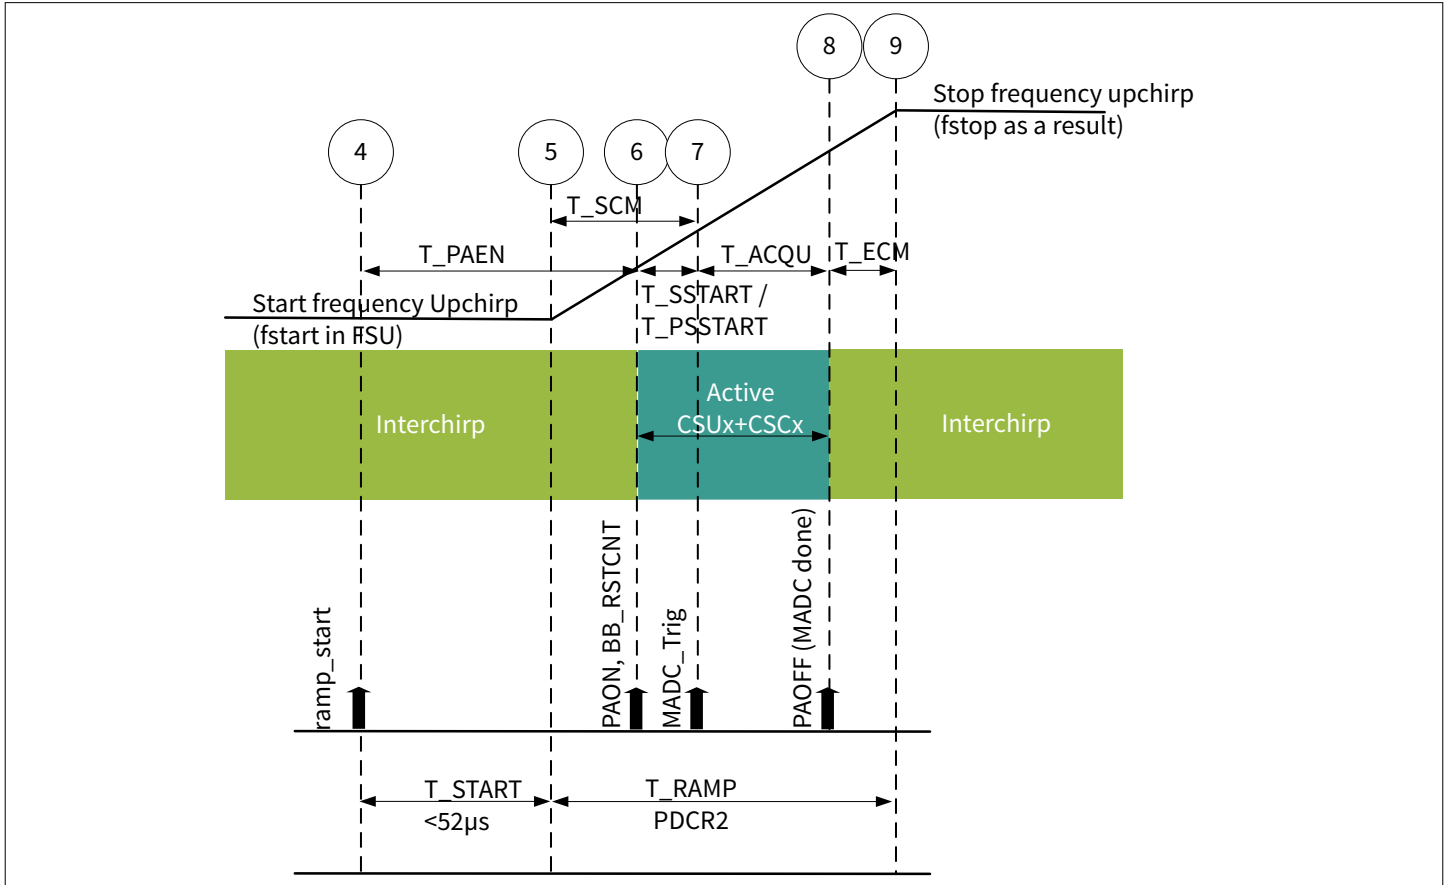 8
9
Stop frequency upchirp
(fstop as a result)
4
5
6
7
T_SCM
T_PAEN
T_ACQU
T_ECM
T_SSTART /
T_PSSTART
Start frequency Upchirp
(fstart in FSU)
Interchirp
Active
CSUx+CSCx
Interchirp
ramp_start
PAON, BB_RSTCNT
MADC_Trig
PAOFF (MADC done)
T_START
<52µs
T_RAMP
PDCR2